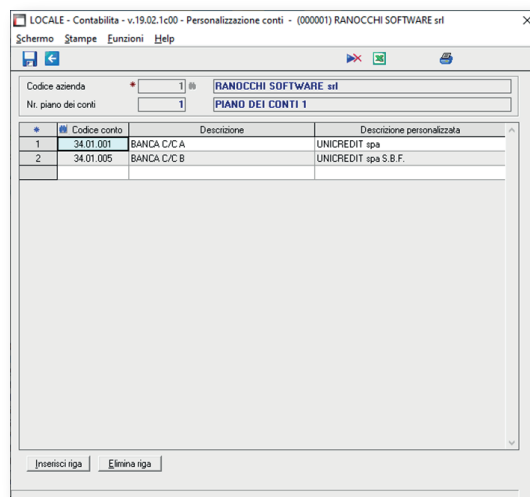 LOCALE - Contabilita - v.19.02.1c00 - Personalizzazione conti - (000001) RANOCCHI SOFTWARE srl
Schermo Stampe Funzioni Help
Codice azienda * 1 RANOCCHI SOFTWARE srl
Nr. piano dei conti 1 PIANO DEI CONTI 1
* Codice conto Descrizione Descrizione personalizzata
1 34.01.001 BANCA C/C A UNICREDIT spa
2 34.01.005 BANCA C/C B UNICREDIT spa S.B.F.
Inserisci riga Elimina riga